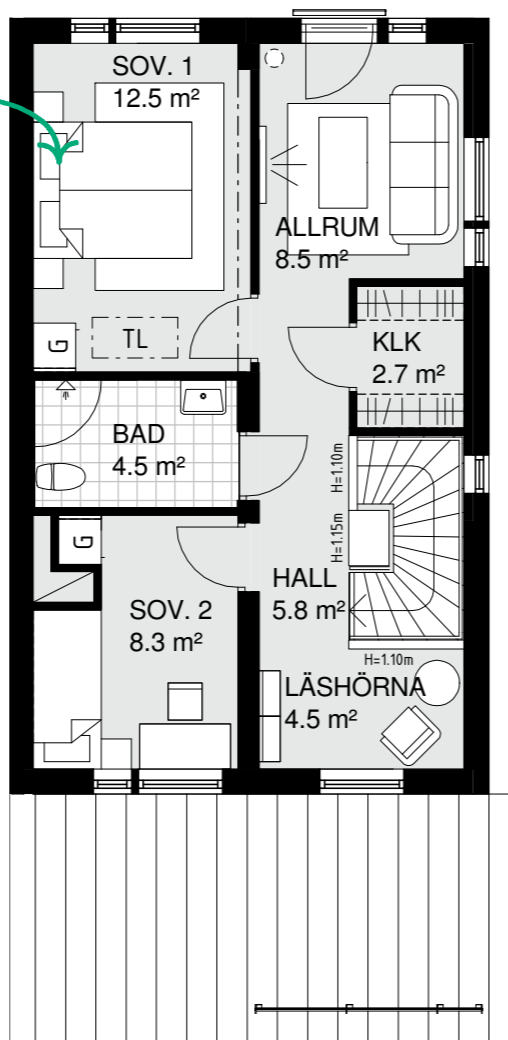 SOV. 1
12.5 m²
ALLRUM
8.5 m²
G
TL
KLK
2.7 m²
BAD
4.5 m²
H=1.10m
H=1.15m
G
HALL
5.8 m²
SOV. 2
8.3 m²
H=1.10m
LÄSHÖRNA
4.5 m²